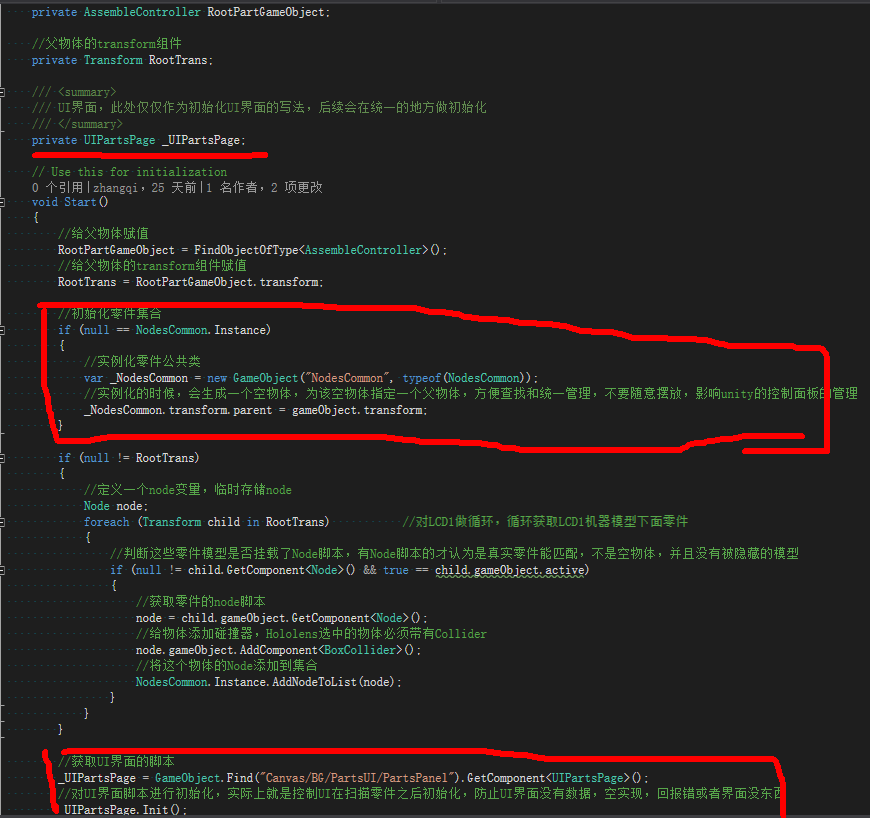 private AssembleController RootPartGameObject;
//父物体的transform组件
private Transform RootTrans;
/// <summary>
/// UI界面，此处仅仅作为初始化UI界面的写法，后续会在统一的地方做初始化
/// </summary>
private UIPartsPage _UIPartsPage;
// Use this for initialization
0 个引用|zhangqi，25 天前|1 名作者，2 项更改
void Start()
{
//给父物体赋值
RootPartGameObject = FindObjectOfType<AssembleController>();
//给父物体的transform组件赋值
RootTrans = RootPartGameObject.transform;
//初始化零件集合
if (null == NodesCommon.Instance)
{
//实例化零件公共类
var _NodesCommon = new GameObject("NodesCommon", typeof(NodesCommon));
//实例化的时候，会生成一个空物体，为该空物体指定一个父物体，方便查找和统一管理，不要随意摆放，影响unity的控制面板的管理
_NodesCommon.transform.parent = gameObject.transform;
}
if (null != RootTrans)
{
//定义一个node变量，临时存储node
Node node;
foreach (Transform child in RootTrans) //对LCD1做循环，循环获取LCD1机器模型下面零件
{
//判断这些零件模型是否挂载了Node脚本，有Node脚本的才认为是真实零件能匹配，不是空物体，并且没有被隐藏的模型
if (null != child.GetComponent<Node>() && true == child.gameObject.active)
{
//获取零件的node脚本
node = child.gameObject.GetComponent<Node>();
//给物体添加碰撞器，Hololens选中的物体必须带有Collider
node.gameObject.AddComponent<BoxCollider>();
//将这个物体的Node添加到集合
NodesCommon.Instance.AddNodeToList(node);
}
}
}
//获取UI界面的脚本
_UIPartsPage = GameObject.Find("Canvas/BG/PartsUI/PartsPanel").GetComponent<UIPartsPage>();
//对UI界面脚本进行初始化，实际上就是控制UI在扫描零件之后初始化，防止UI界面没有数据，空实现，回报错或者界面没东西
_UIPartsPage.Init();